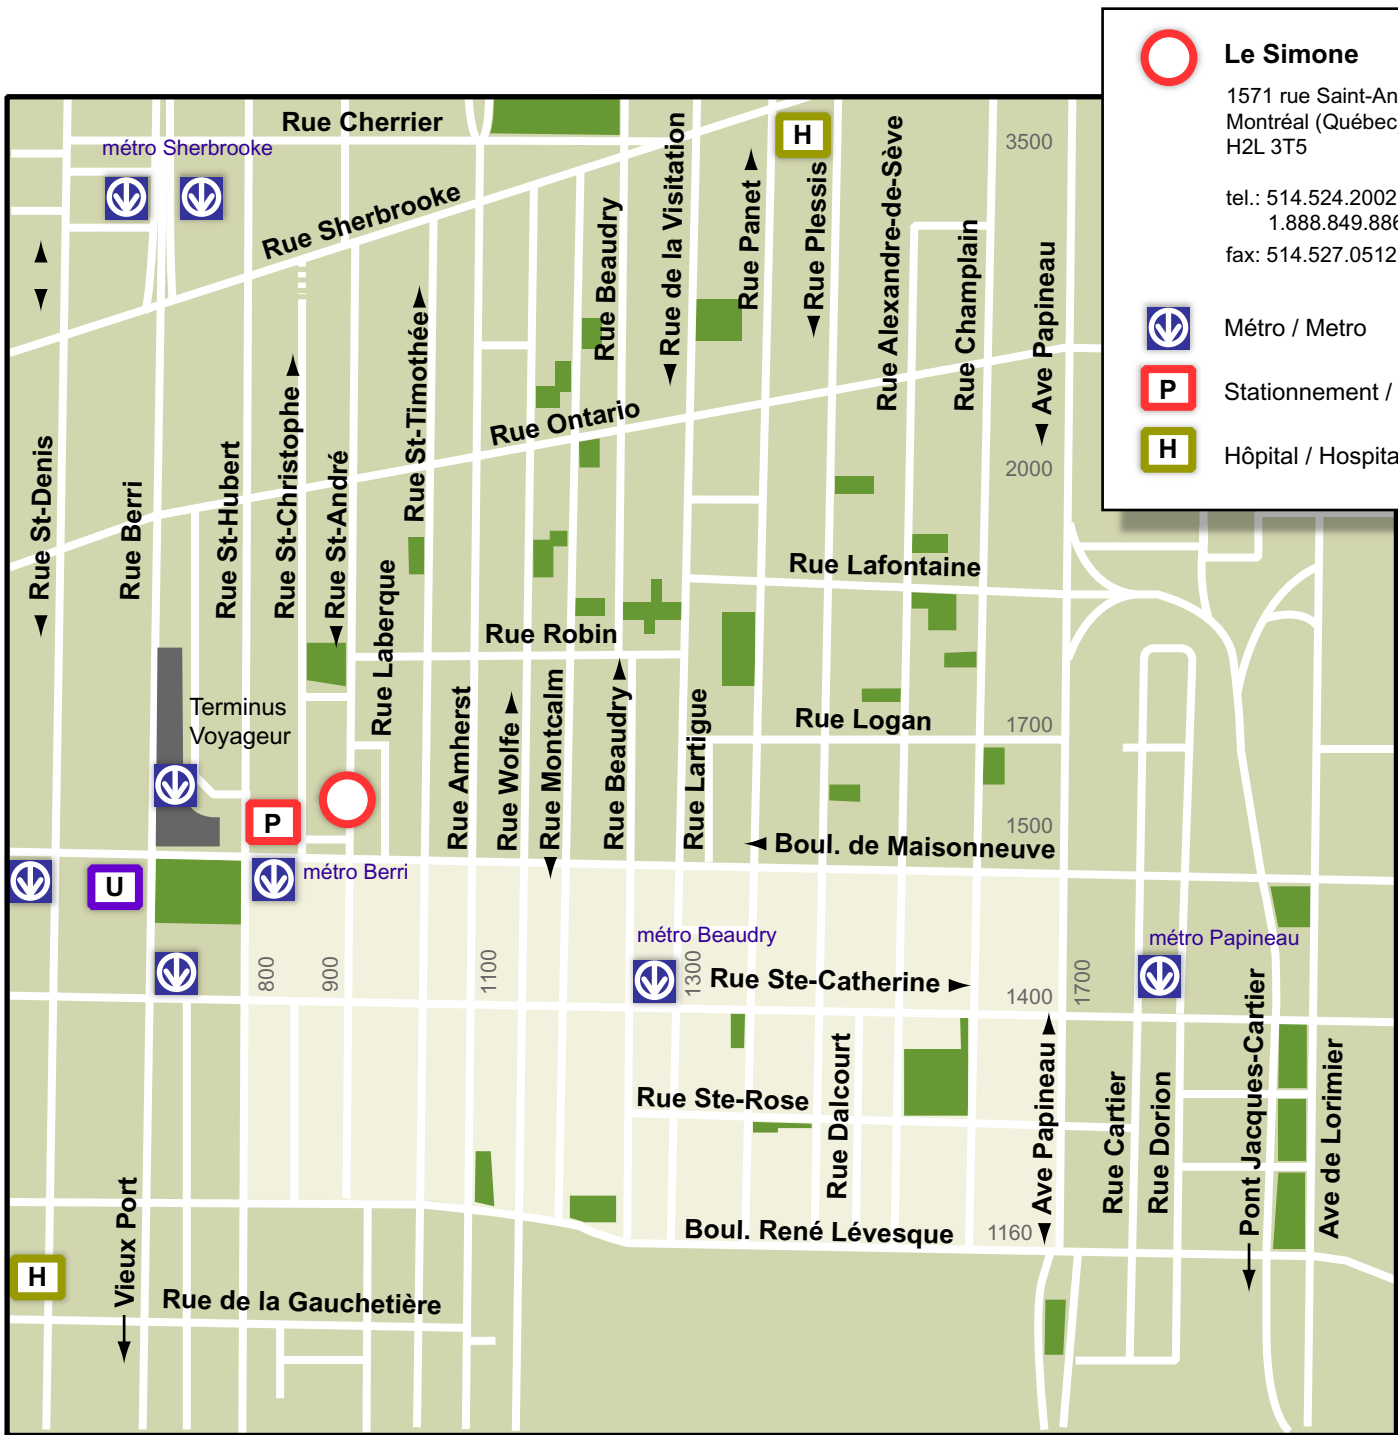 Le Simone
1571 rue Saint-An
Montréal (Québec
H2L 3T5
tel.: 514.524.2002
1.888.849.886
fax: 514.527.0512
Métro / Metro
P
Stationnement /
H
Hôpital / Hospita
Rue Cherrier
métro Sherbrooke
Rue Sherbrooke
H
3500
Rue de la Visitation
Rue Panet
Rue Plessis
Rue Alexandre-de-Sève
Rue Champlain
Ave Papineau
Rue Beaudry
Rue St-Timothée
Rue St-Christophe
Rue St-André
Rue St-Hubert
Rue Berri
Rue St-Denis
Rue Ontario
2000
Rue Lafontaine
Rue Laberque
Rue Robin
Terminus
Voyageur
Rue Amherst
Rue Wolfe
Rue Montcalm
Rue Beaudry
Rue Lartigue
Rue Logan
1700
1500
P
Boul. de Maisonneuve
U
métro Berri
métro Beaudry
métro Papineau
800
900
1100
1300
Rue Ste-Catherine
1400
1700
Rue Ste-Rose
Rue Dalcourt
Ave Papineau
Rue Cartier
Rue Dorion
Pont Jacques-Cartier
Ave de Lorimier
Vieux Port
Boul. René Lévesque
1160
H
Rue de la Gauchetière